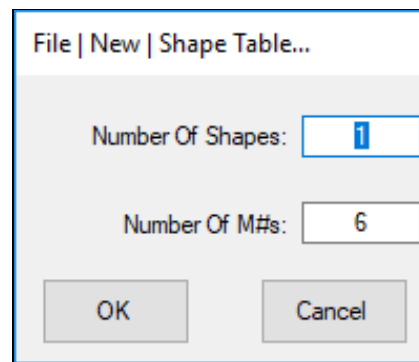 File | New | Shape Table...
Number Of Shapes: 1
Number Of M#s: 6
OK Cancel